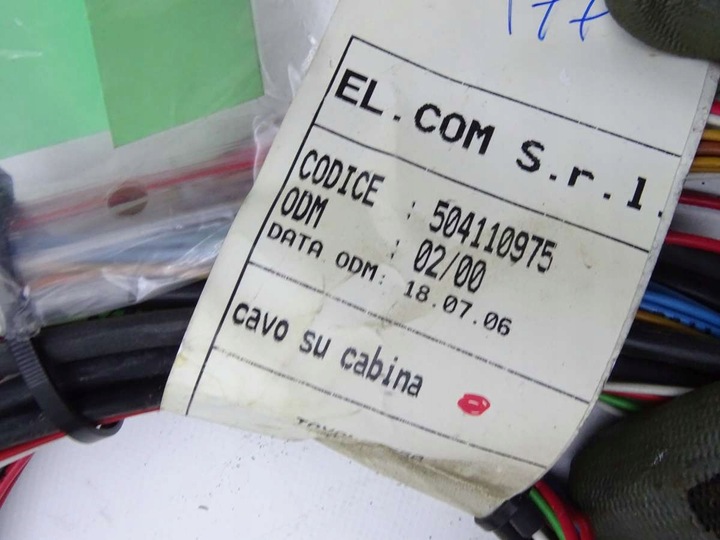 EL.COM S.r.l.
CODICE : 504110975
ODM : 02/00
DATA ODM: 18.07.06
cavo su cabina